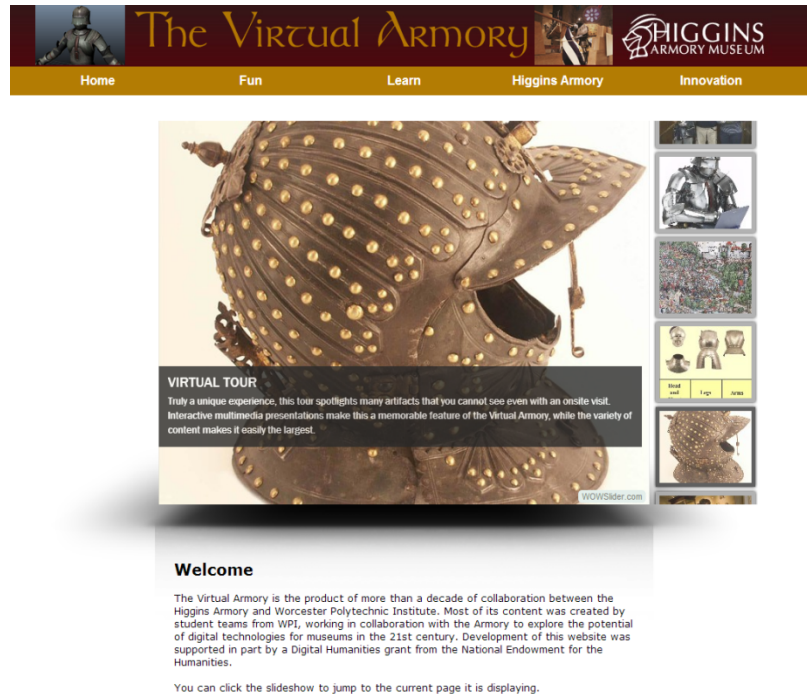 The Virtual Armory
HIGGINS
ARMORY MUSEUM
Home Fun Learn Higgins Armory Innovation
VIRTUAL TOUR
Truly a unique experience, this tour spotlights many artifacts that you cannot see even with an onsite visit.
Interactive multimedia presentations make this a memorable feature of the Virtual Armory, while the variety of
content makes it easily the largest.
Head
and
Legs
Arms
WOWSlider.com
Welcome
The Virtual Armory is the product of more than a decade of collaboration between the
Higgins Armory and Worcester Polytechnic Institute. Most of its content was created by
student teams from WPI, working in collaboration with the Armory to explore the potential
of digital technologies for museums in the 21st century. Development of this website was
supported in part by a Digital Humanities grant from the National Endowment for the
Humanities.
You can click the slideshow to jump to the current page it is displaying.